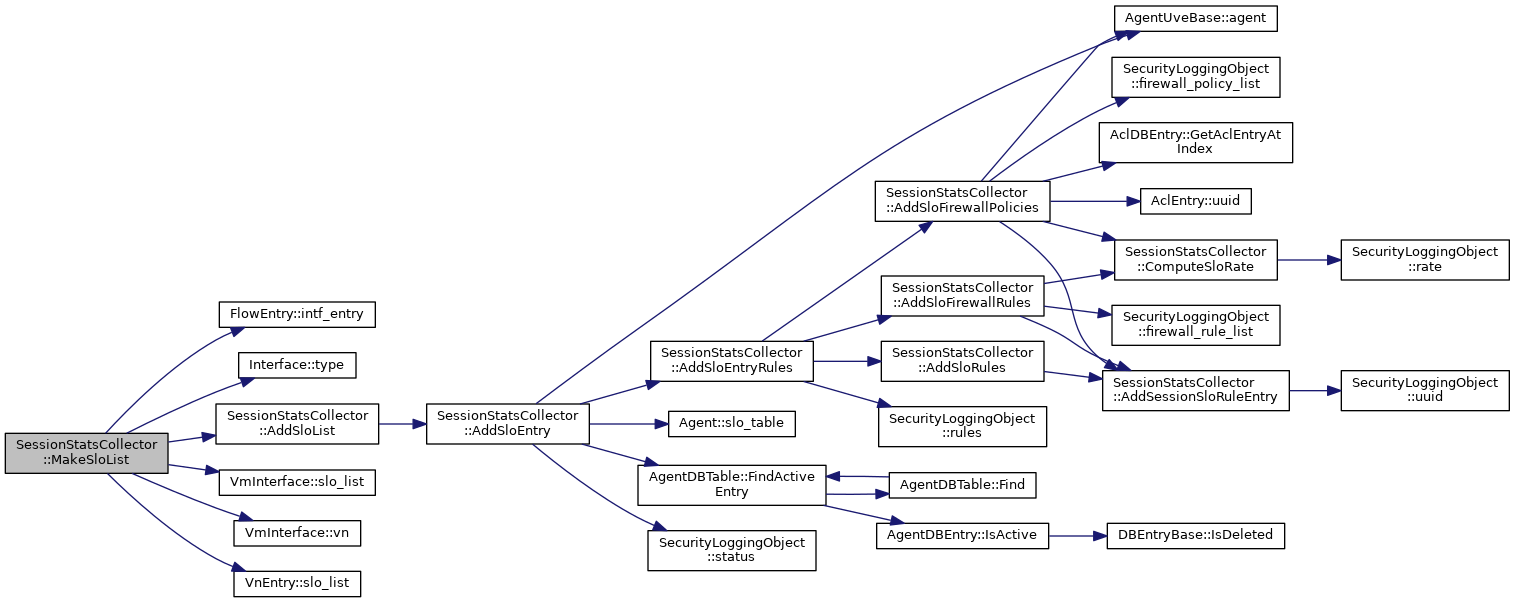 SessionStatsCollector
::MakeSloList
FlowEntry::intf_entry
Interface::type
SessionStatsCollector
::AddSloList
VmInterface::slo_list
VmInterface::vn
VnEntry::slo_list
SessionStatsCollector
::AddSloEntry
SessionStatsCollector
::AddSloEntryRules
Agent::slo_table
AgentDBTable::FindActive
Entry
SecurityLoggingObject
::status
SessionStatsCollector
::AddSloFirewallPolicies
SessionStatsCollector
::AddSloFirewallRules
SessionStatsCollector
::AddSloRules
SecurityLoggingObject
::rules
AgentDBTable::Find
AgentDBEntry::IsActive
AgentUveBase::agent
SecurityLoggingObject
::firewall_policy_list
AclDBEntry::GetAclEntryAt
Index
AclEntry::uuid
SessionStatsCollector
::ComputeSloRate
SecurityLoggingObject
::firewall_rule_list
SessionStatsCollector
::AddSessionSloRuleEntry
DBEntryBase::IsDeleted
SecurityLoggingObject
::rate
SecurityLoggingObject
::uuid